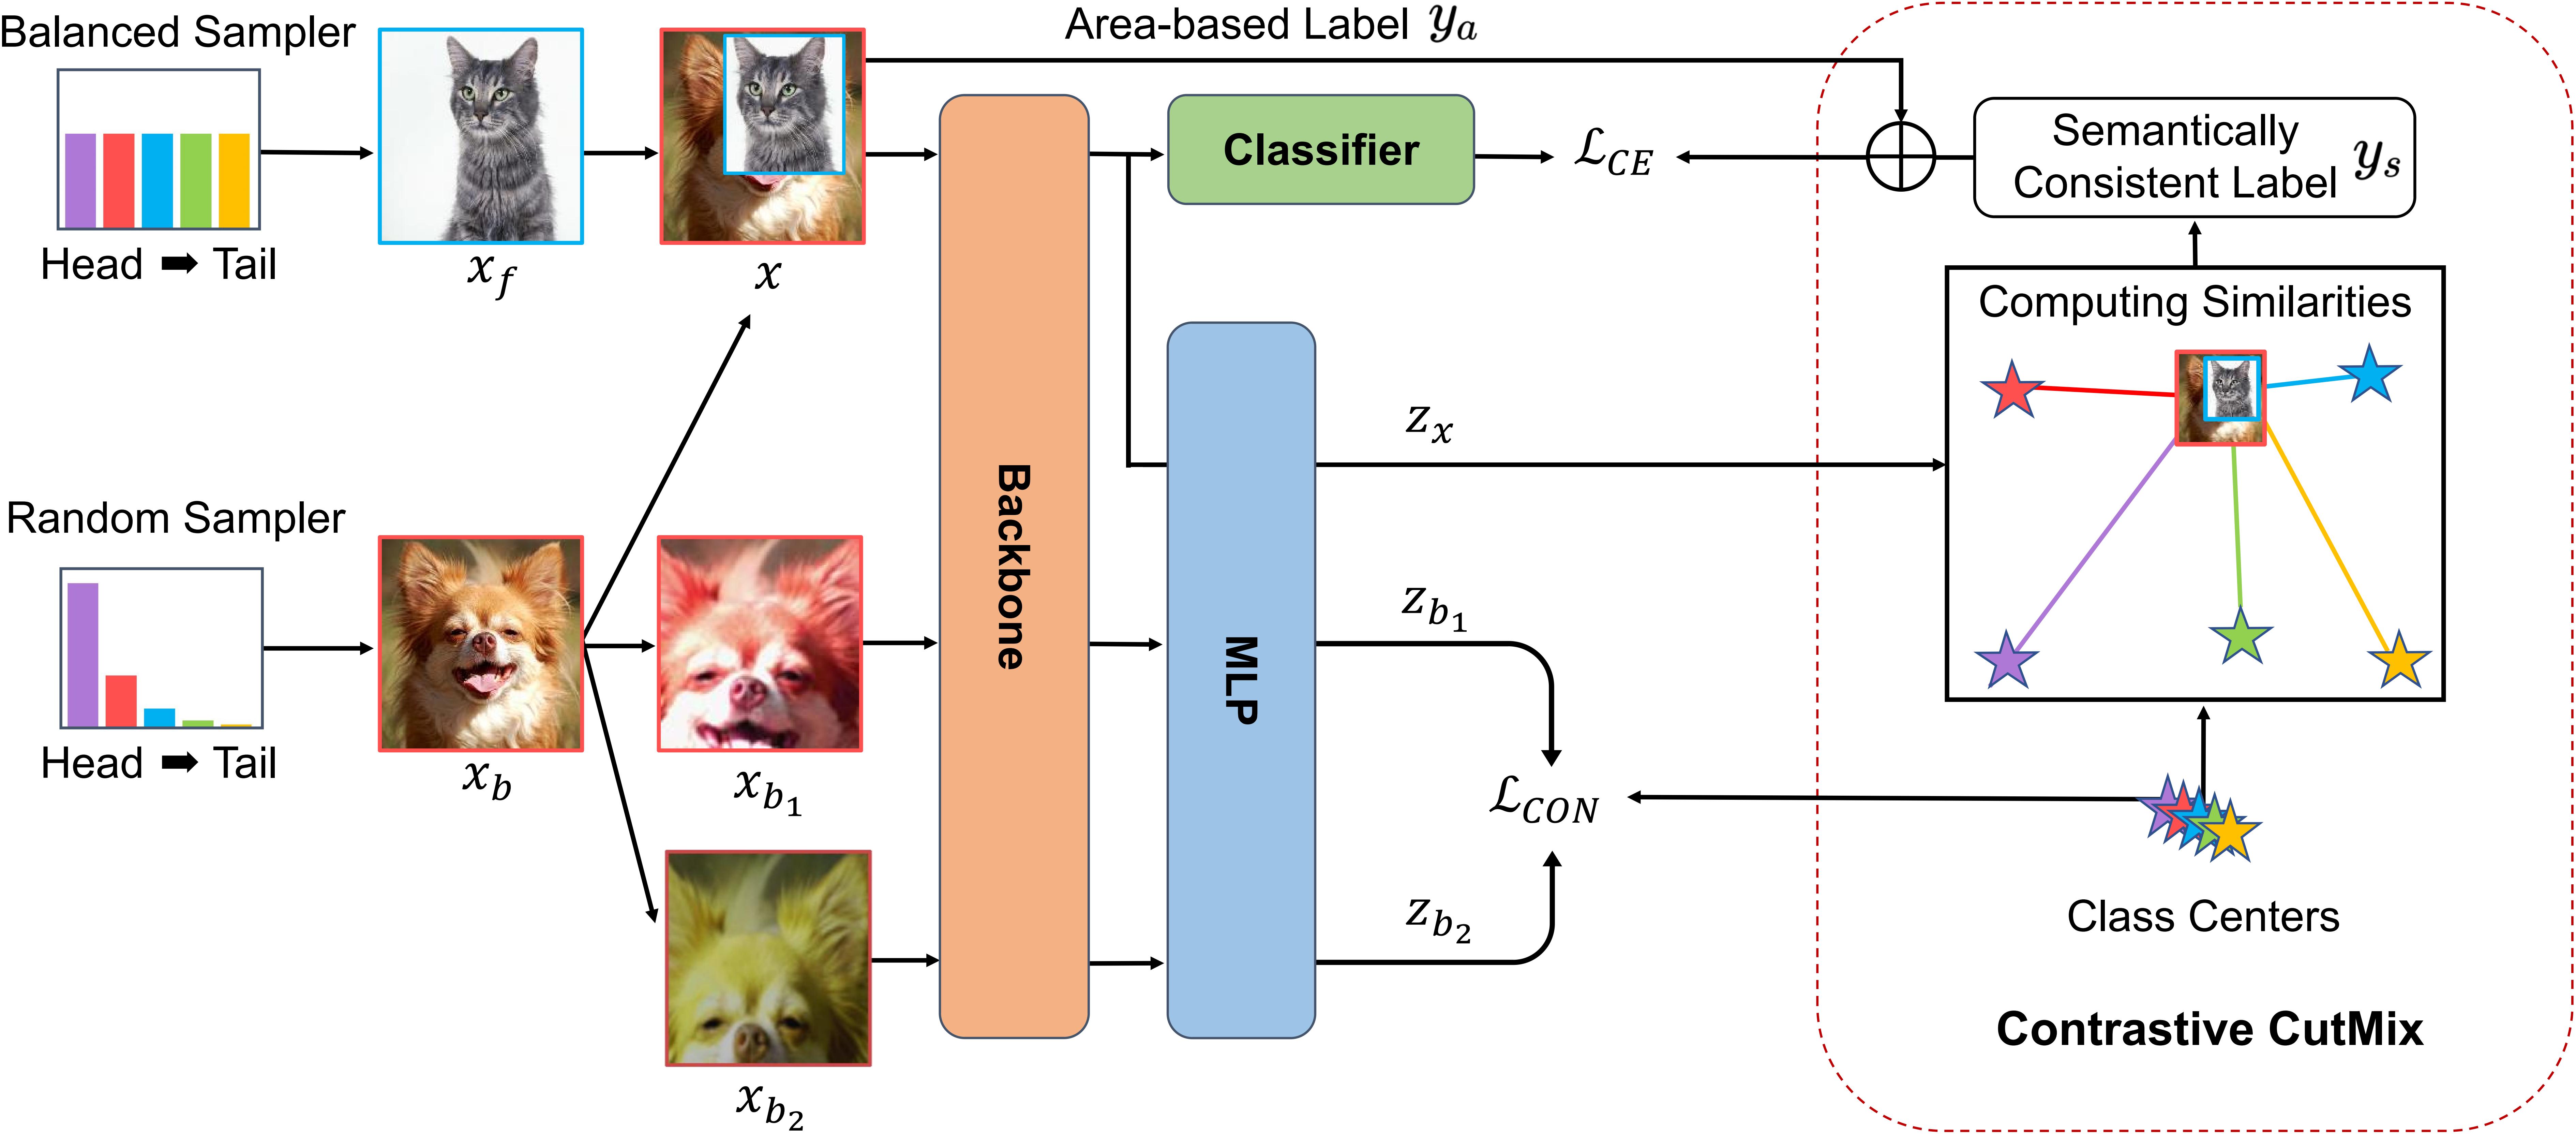 Balanced Sampler
Head ➡ Tail
x_f
x
Area-based Label y_a
Random Sampler
Head ➡ Tail
x_b
x_{b_1}
x_{b_2}
Backbone
Classifier
MLP
ℒ_{CE}
z_x
z_{b_1}
z_{b_2}
ℒ_{CON}
Semantically
Consistent Label y_s
Computing Similarities
Class Centers
Contrastive CutMix